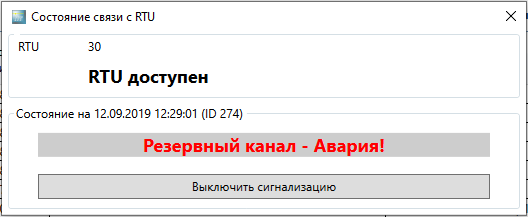 Состояние связи с RTU
RTU 30
RTU доступен
Состояние на 12.09.2019 12:29:01 (ID 274)
Резервный канал - Авария!
Выключить сигнализацию